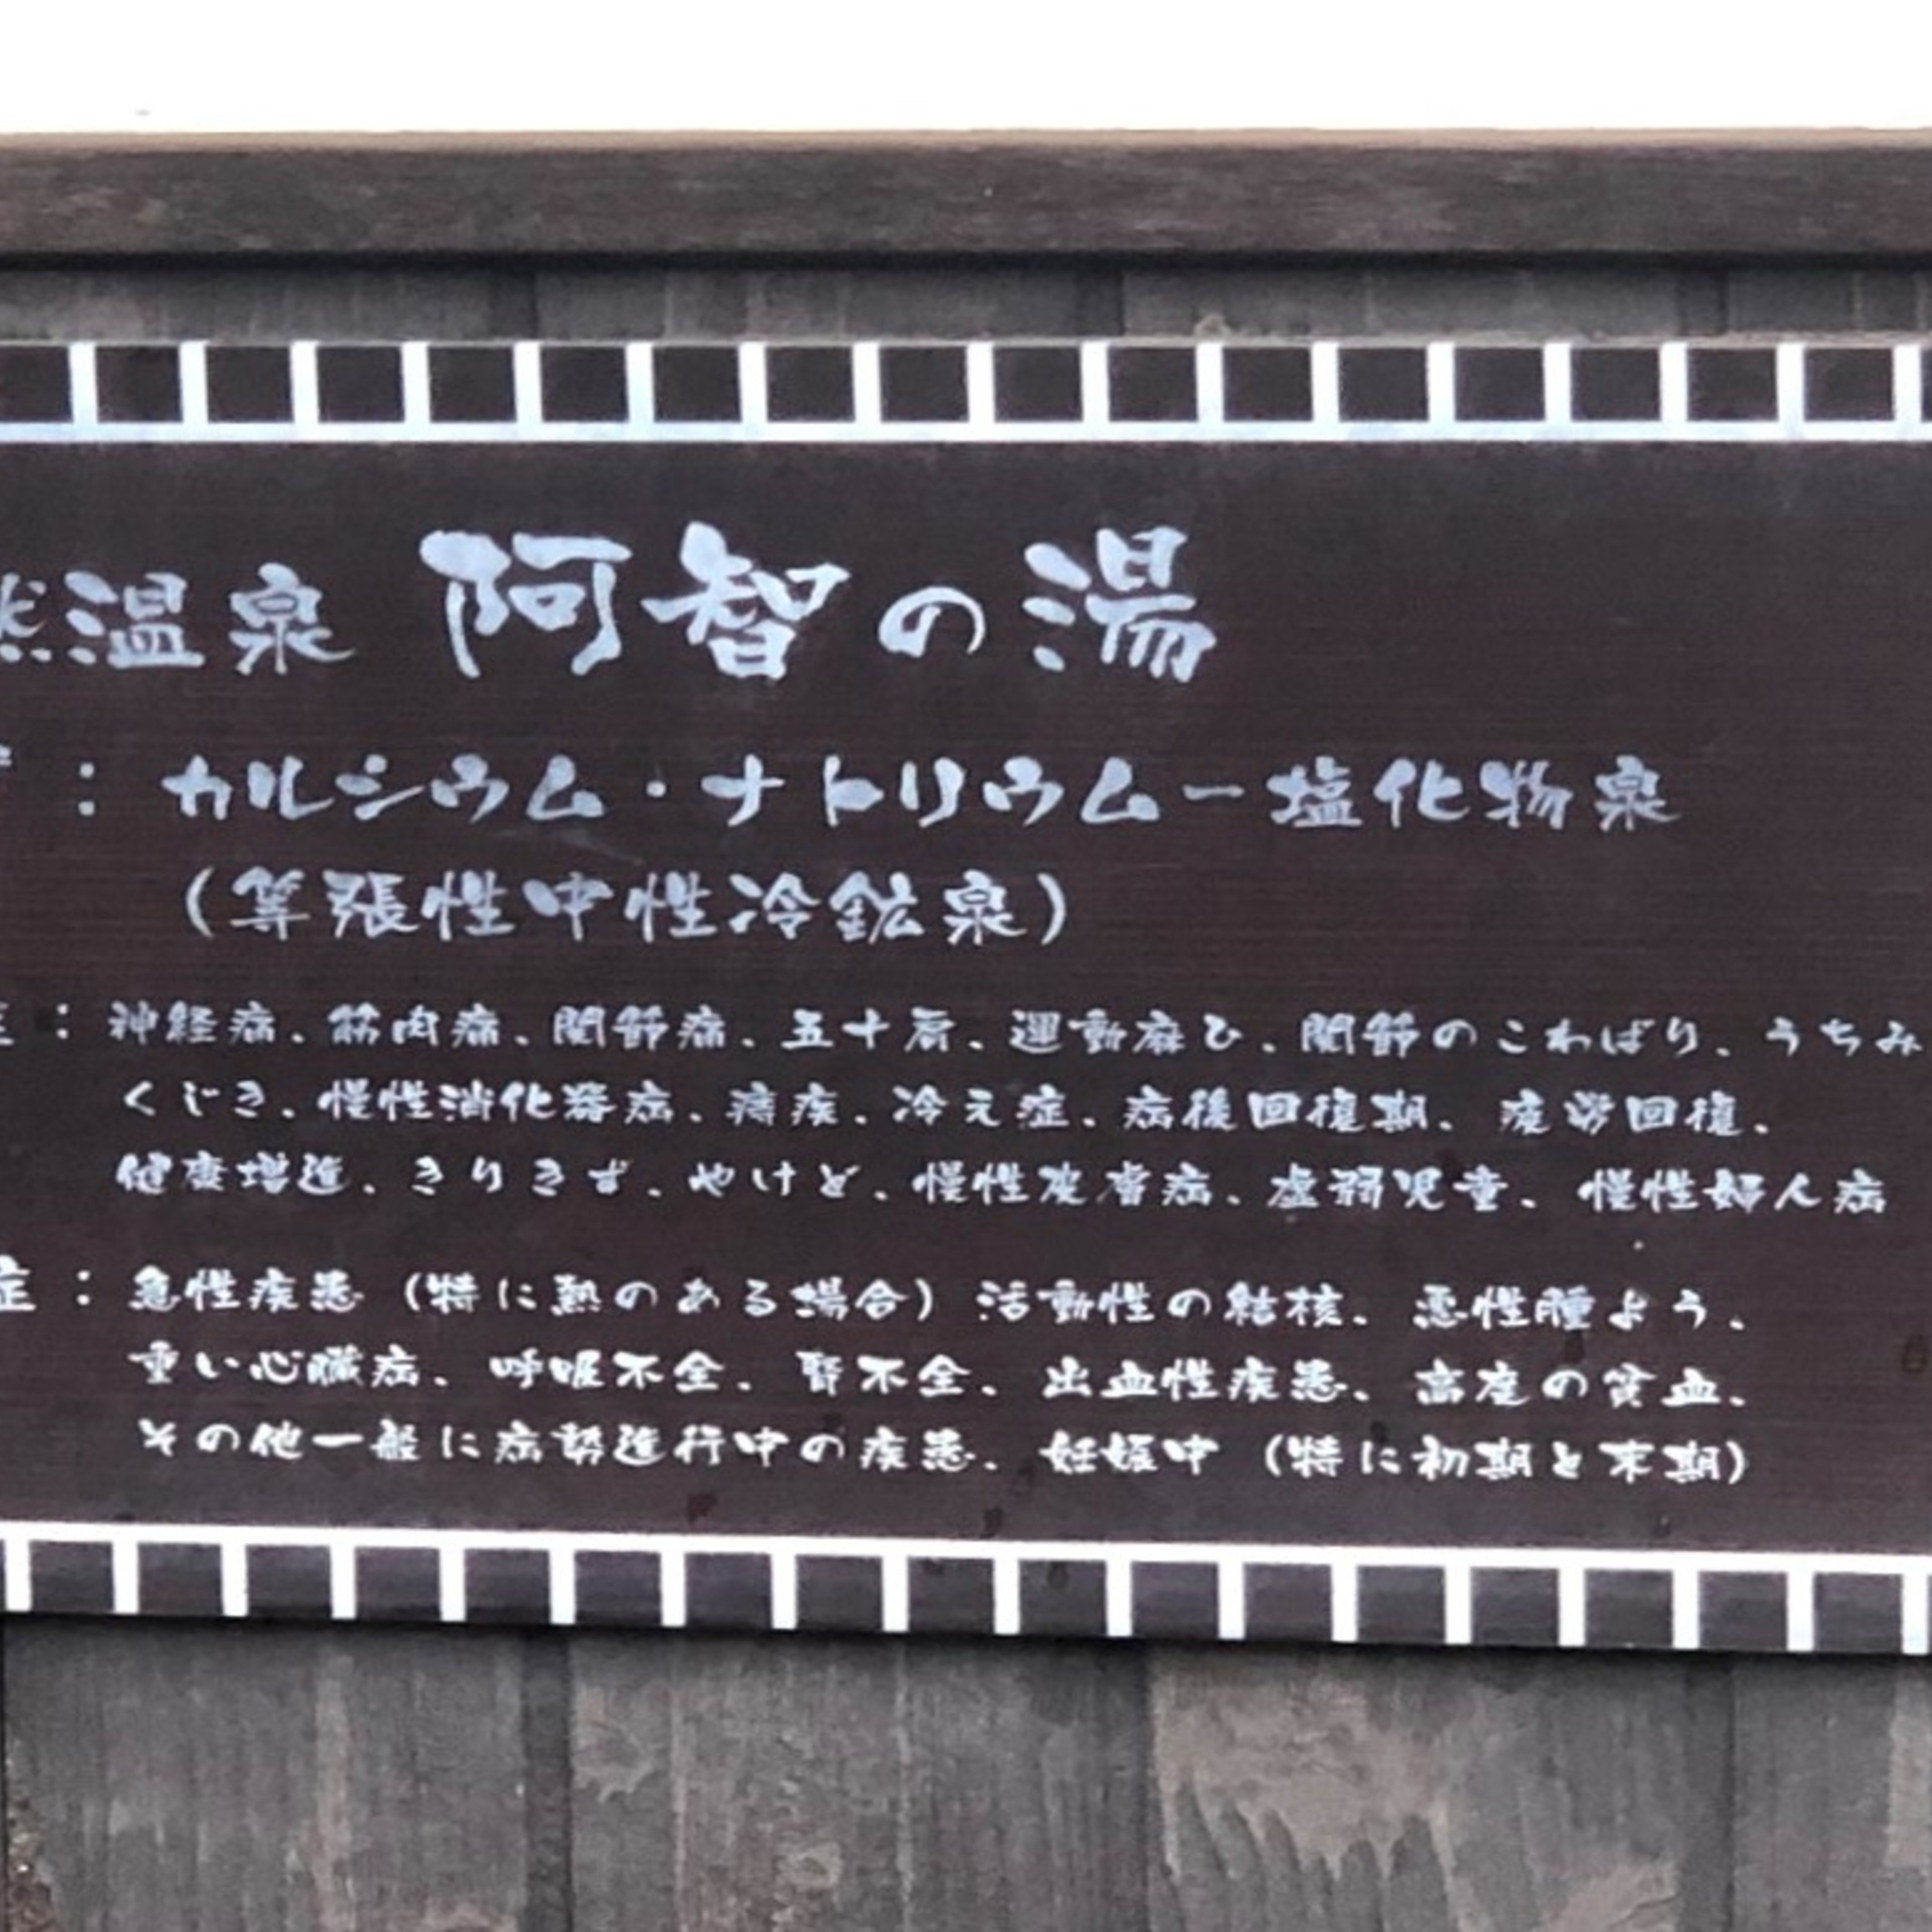 然温泉 阿智の湯
：カルシウム・ナトリウムー塩化物泉
（等張性中性冷鉱泉）
症：神経痛、筋肉痛、関節痛、五十肩、運動麻ひ、関節のこわばり、うちみ
くじき、慢性消化器病、痔疾、冷え症、病後回復期、疲労回復、
健康増進、きりきず、やけど、慢性皮膚病、虚弱児童、慢性婦人病
症：急性疾患（特に熱のある場合）活動性の結核、悪性腫よう、
重い心臓病、呼吸不全、腎不全、出血性疾患、高度の貧血、
その他一般に病勢進行中の疾患、妊娠中（特に初期と末期）